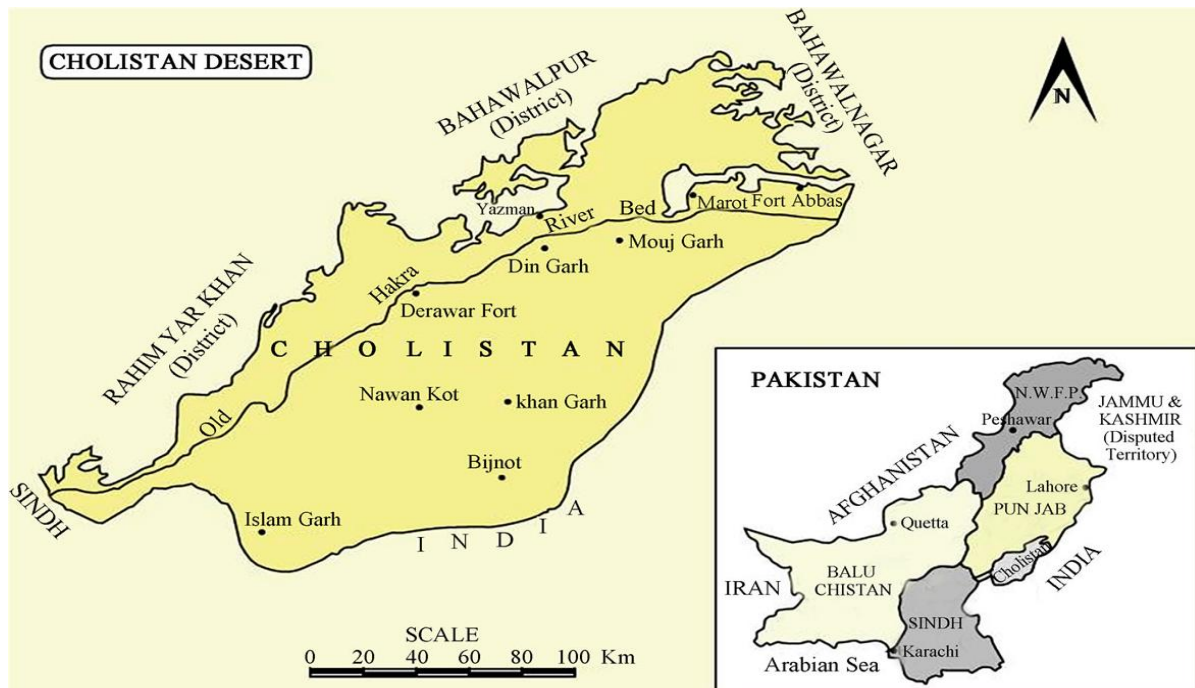 CHOLISTAN DESERT
BAHAWALPUR
(District)
BAHAWALNAGAR
(District)
N
Yazman
River
Bed
Marot
Fort Abbas
Mouj Garh
Din Garh
Hakra
Derawar Fort
RAHIM YAR KHAN
(District)
CHOLISTAN
Nawan Kot
khan Garh
Old
Bijnot
SINDH
Islam Garh
INDIA
SCALE
0 20 40 60 80 100 Km
PAKISTAN
N.W.F.P.
Peshawar
JAMMU &
KASHMIR
(Disputed
Territory)
AFGHANISTAN
Lahore
PUN JAB
Quetta
Cholistan
INDIA
IRAN
BALU
CHISTAN
SINDH
Karachi
Arabian Sea